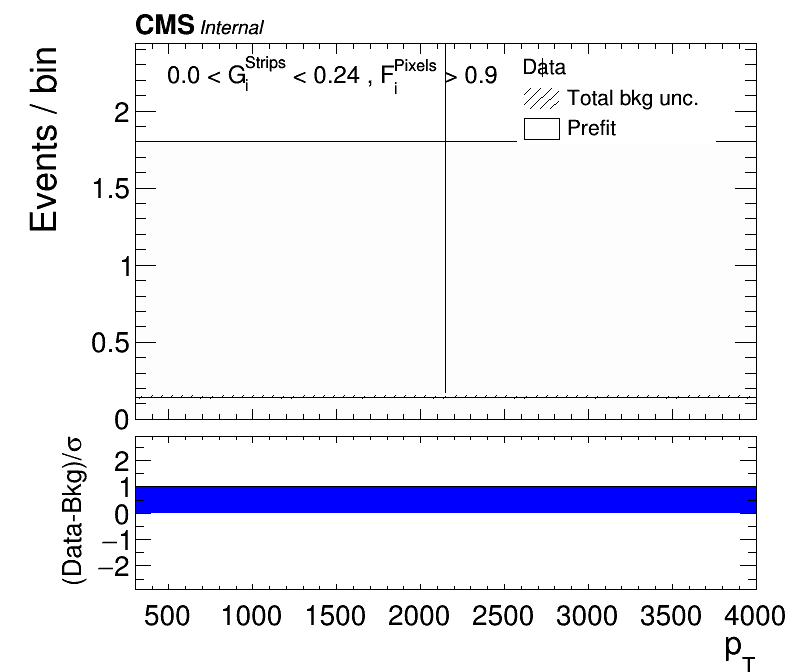 CMS Internal
0.0 < G_i^Strips < 0.24 , F_i^Pixels > 0.9
Data
Total bkg unc.
Prefit
Events / bin
2
1.5
1
0.5
0
(Data-Bkg)/σ
2
1
0
−1
−2
500 1000 1500 2000 2500 3000 3500 4000
p_T